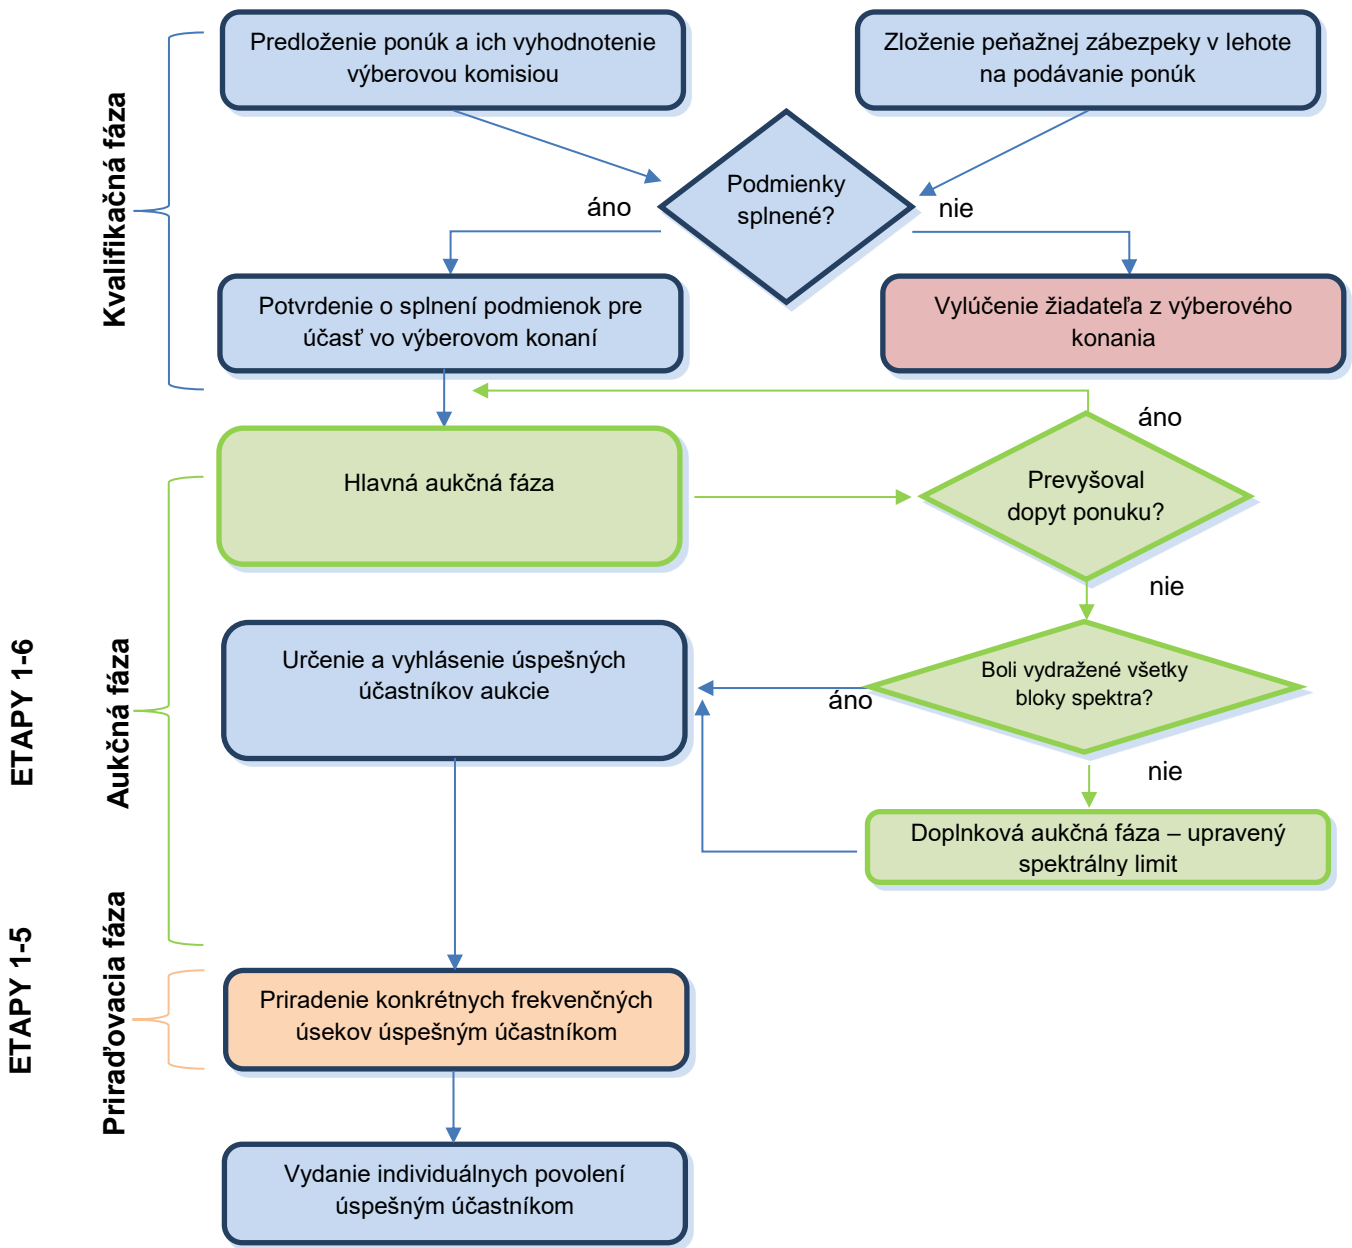 Predloženie ponúk a ich vyhodnotenie
výberovou komisiou
Zloženie peňažnej zábezpeky v lehote
na podávanie ponúk
Kvalifikačná fáza
Podmienky
splnené?
áno
nie
Potvrdenie o splnení podmienok pre
účasť vo výberovom konaní
Vylúčenie žiadateľa z výberového
konania
áno
Hlavná aukčná fáza
Prevyšoval
dopyt ponuku?
nie
ETAPY 1-6
Aukčná fáza
Určenie a vyhlásenie úspešných
účastníkov aukcie
Boli vydražené všetky
bloky spektra?
áno
nie
Doplnková aukčná fáza – upravený
spektrálny limit
ETAPY 1-5
Priraďovacia fáza
Priradenie konkrétnych frekvenčných
úsekov úspešným účastníkom
Vydanie individuálnych povolení
úspešným účastníkom